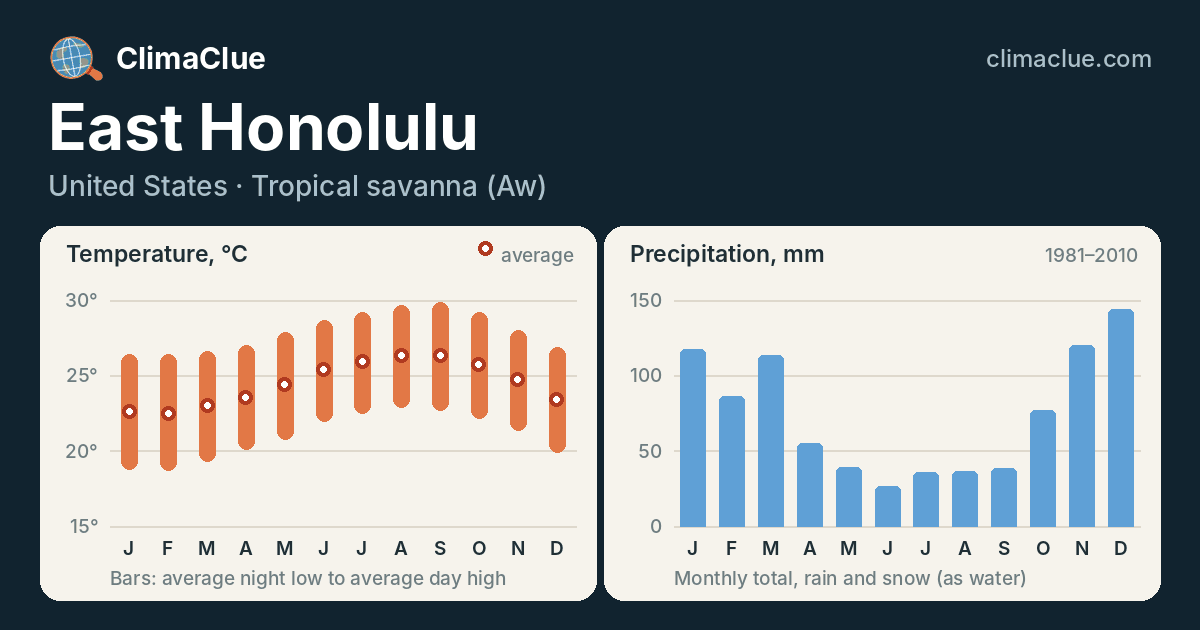 ClimaClue
climaclue.com
East Honolulu
United States · Tropical savanna (Aw)
Temperature, °C
average
30°
25°
20°
15°
J F M A M J J A S O N D
Bars: average night low to average day high
Precipitation, mm
1981–2010
150
100
50
0
J F M A M J J A S O N D
Monthly total, rain and snow (as water)